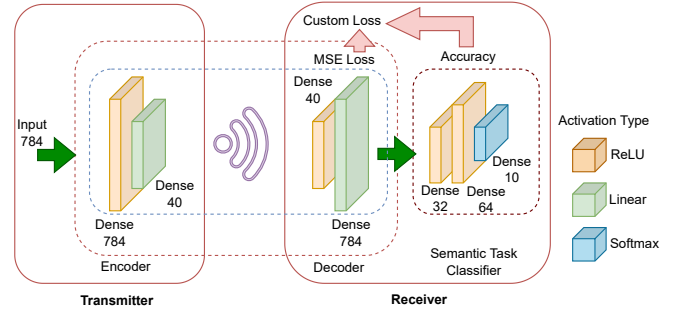 Custom Loss
MSE Loss
Accuracy
Input
784
Dense
40
Dense
784
Encoder
Dense
40
Dense
784
Decoder
Dense
32
Dense
64
Dense
10
Semantic Task
Classifier
Activation Type
ReLU
Linear
Softmax
Transmitter
Receiver